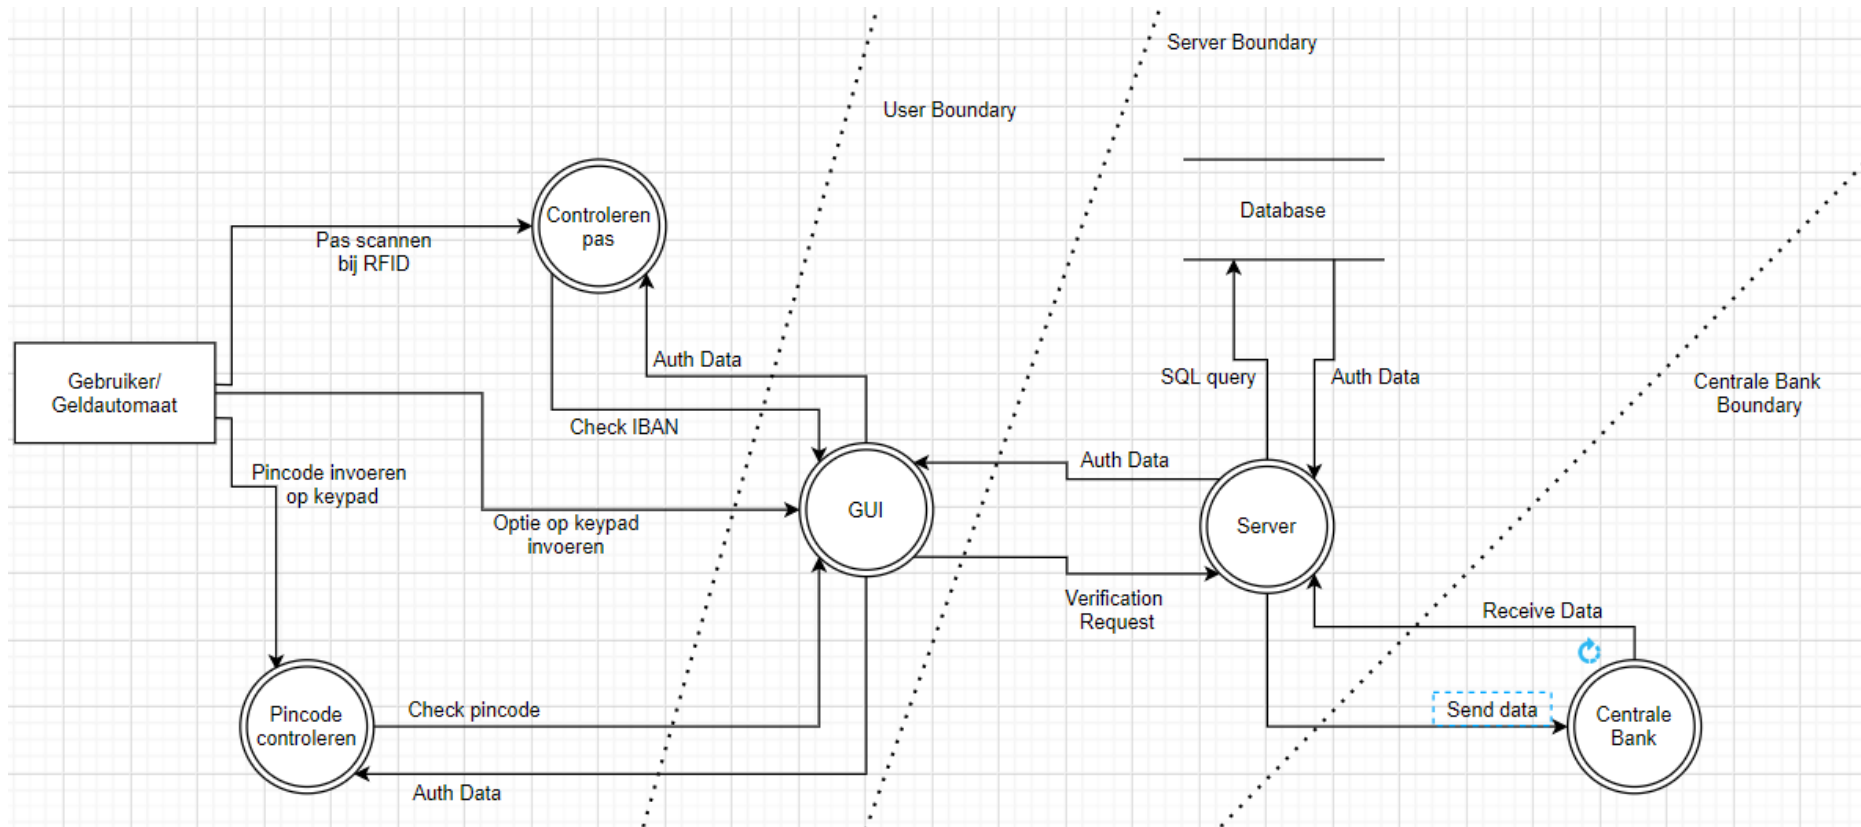 Server Boundary
User Boundary
Controleren
pas
Database
Pas scannen
bij RFID
Auth Data
SQL query
Auth Data
Gebruiker/
Geldautomaat
Centrale Bank
Boundary
Check IBAN
Pincode invoeren
op keypad
Auth Data
GUI
Optie op keypad
invoeren
Server
Verification
Request
Receive Data
Pincode
controleren
Check pincode
Send data
Centrale
Bank
Auth Data